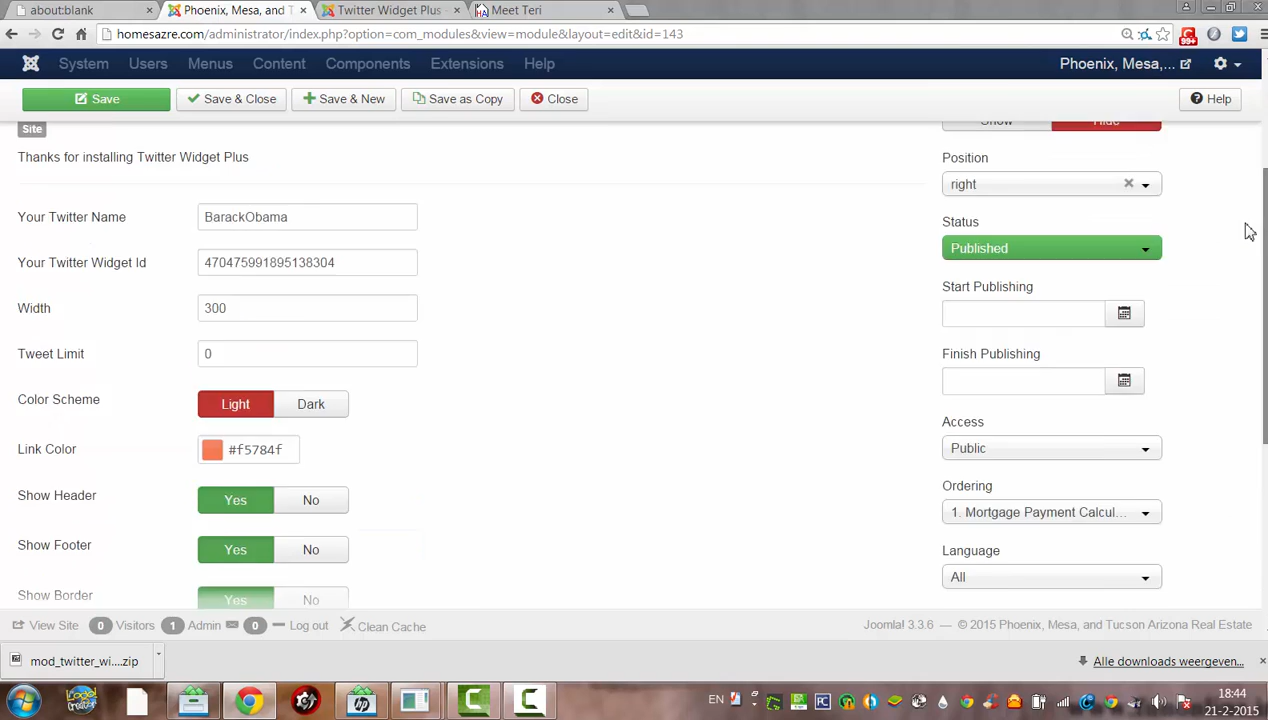 about:blank
Phoenix, Mesa, and T
Twitter Widget Plus -
Meet Teri
homesazre.com/administrator/index.php?option=com_modules&view=module&layout=edit&id=143
99+
System Users Menus Content Components Extensions Help
Phoenix, Mesa,...
Save
Save & Close
Save & New
Save as Copy
Close
Help
Site
Show
Hide
Thanks for installing Twitter Widget Plus
Position
right
Your Twitter Name
BarackObama
Status
Published
Your Twitter Widget Id
470475991895138304
Start Publishing
Width
300
Tweet Limit
0
Finish Publishing
Color Scheme
Light
Dark
Access
Public
Link Color
#f5784f
Ordering
1. Mortgage Payment Calcul...
Show Header
Yes
No
Show Footer
Yes
No
Language
All
Show Border
Yes
No
View Site
0 Visitors
1 Admin
0
Log out
Clean Cache
Joomla! 3.3.6 — © 2015 Phoenix, Mesa, and Tucson Arizona Real Estate
mod_twitter_wi....zip
Alle downloads weergeven...
EN
18:44
21-2-2015